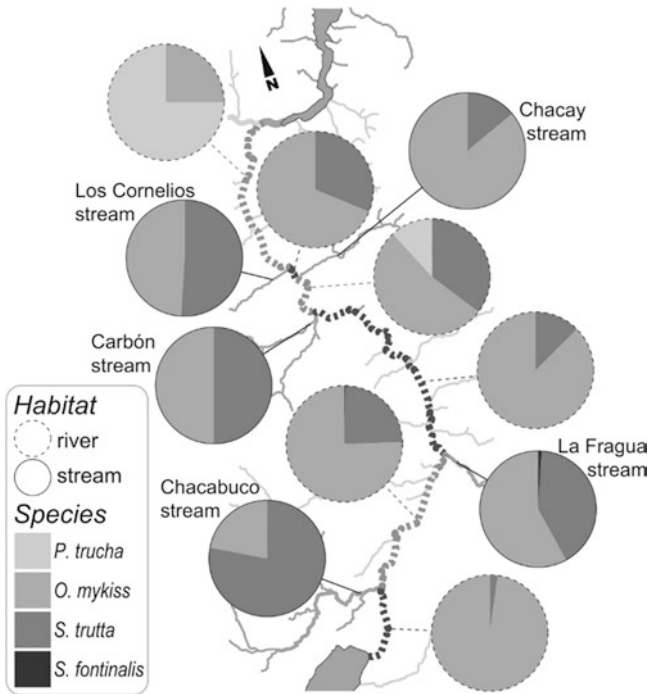 N
Chacay
stream
Los Cornelios
stream
Carbón
stream
La Fragua
stream
Chacabuco
stream
Habitat
river
stream
Species
P. trucha
O. mykiss
S. trutta
S. fontinalis